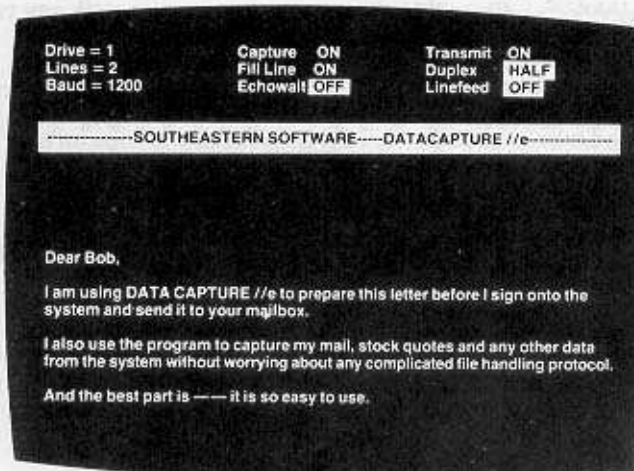 Drive = 1 Capture ON Transmit ON
Lines = 2 Fill Line ON Duplex HALF
Baud = 1200 Echowait OFF Linefeed OFF
----------------SOUTHEASTERN SOFTWARE-----DATACAPTURE //e----------------
Dear Bob,
I am using DATA CAPTURE //e to prepare this letter before I sign onto the
system and send it to your mailbox.
I also use the program to capture my mail, stock quotes and any other data
from the system without worrying about any complicated file handling protocol.
And the best part is —— it is so easy to use.